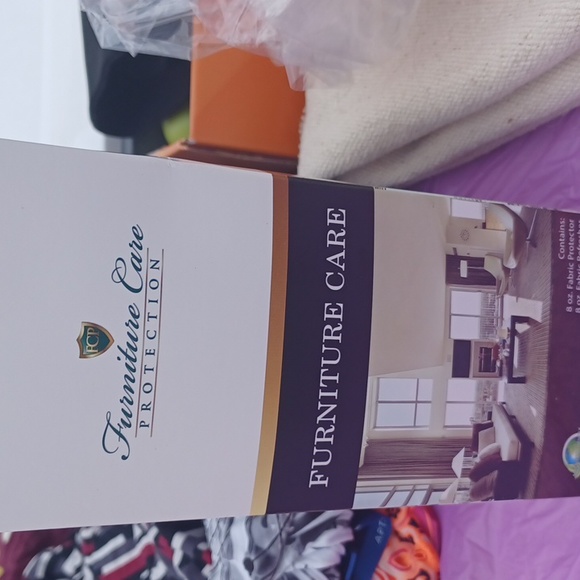 FCP
Furniture Care
PROTECTION
FURNITURE CARE
Contains:
8 oz. Fabric Protector